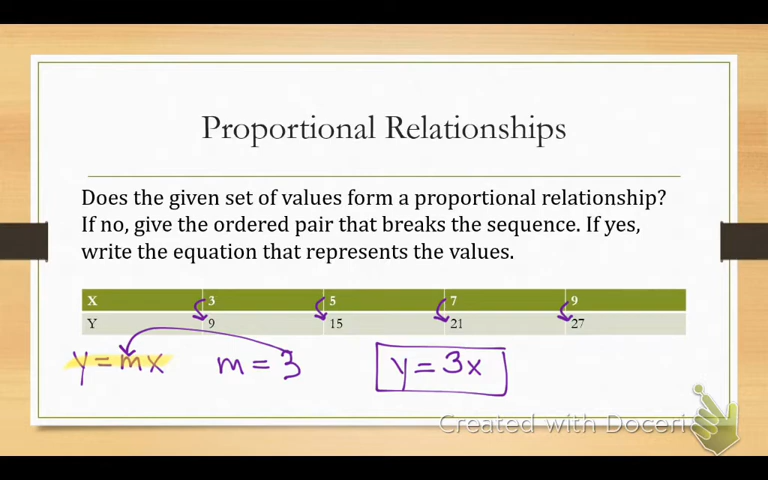 Proportional Relationships
Does the given set of values form a proportional relationship?
If no, give the ordered pair that breaks the sequence. If yes,
write the equation that represents the values.
X 3 5 7 9
Y 9 15 21 27
y = mx m = 3 y = 3x
Created with Doceri